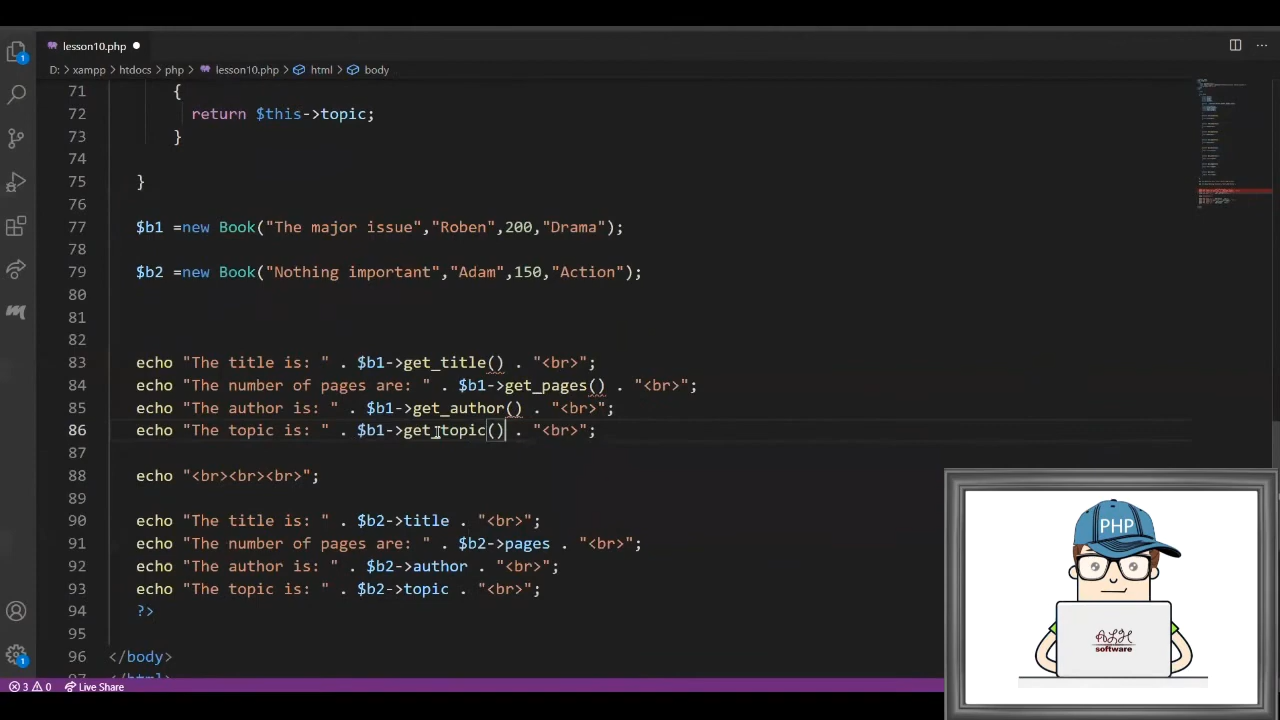 lesson10.php
D: > xampp > htdocs > php > lesson10.php > html > body
71 {
72 return $this->topic;
73 }
74
75 }
76
77 $b1 =new Book("The major issue","Roben",200,"Drama");
78
79 $b2 =new Book("Nothing important","Adam",150,"Action");
80
81
82
83 echo "The title is: " . $b1->get_title() . "<br>";
84 echo "The number of pages are: " . $b1->get_pages() . "<br>";
85 echo "The author is: " . $b1->get_author() . "<br>";
86 echo "The topic is: " . $b1->get_topic() . "<br>";
87
88 echo "<br><br><br>";
89
90 echo "The title is: " . $b2->title . "<br>";
91 echo "The number of pages are: " . $b2->pages . "<br>";
92 echo "The author is: " . $b2->author . "<br>";
93 echo "The topic is: " . $b2->topic . "<br>";
94 ?>
95
96 </body>
97 </html>
1
1
3 0 Live Share
PHP
ALH
software